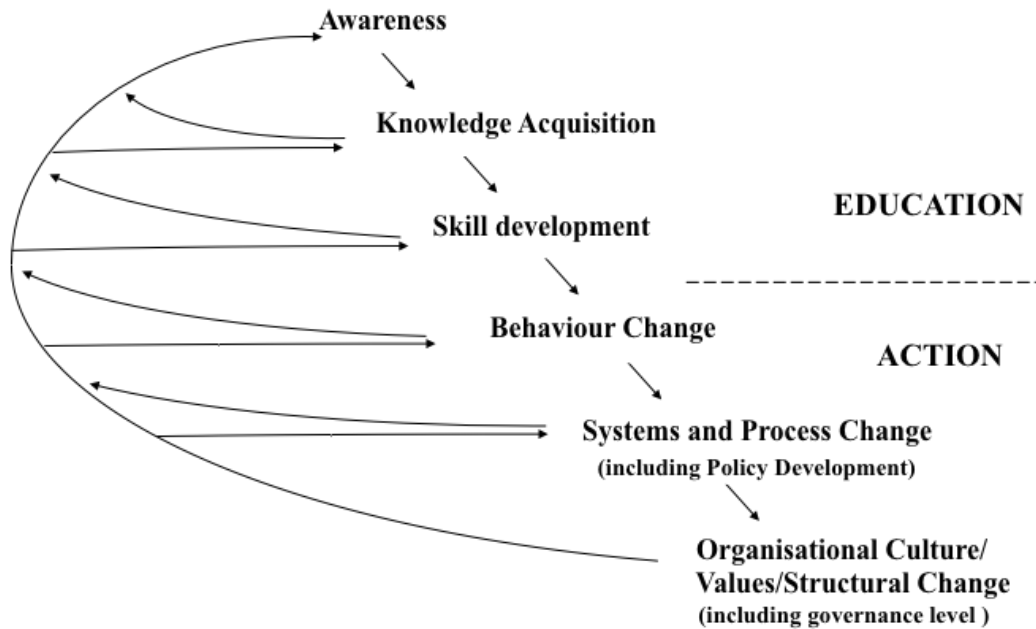 Awareness
Knowledge Acquisition
Skill development
EDUCATION
Behaviour Change
ACTION
Systems and Process Change
(including Policy Development)
Organisational Culture/
Values/Structural Change
(including governance level )